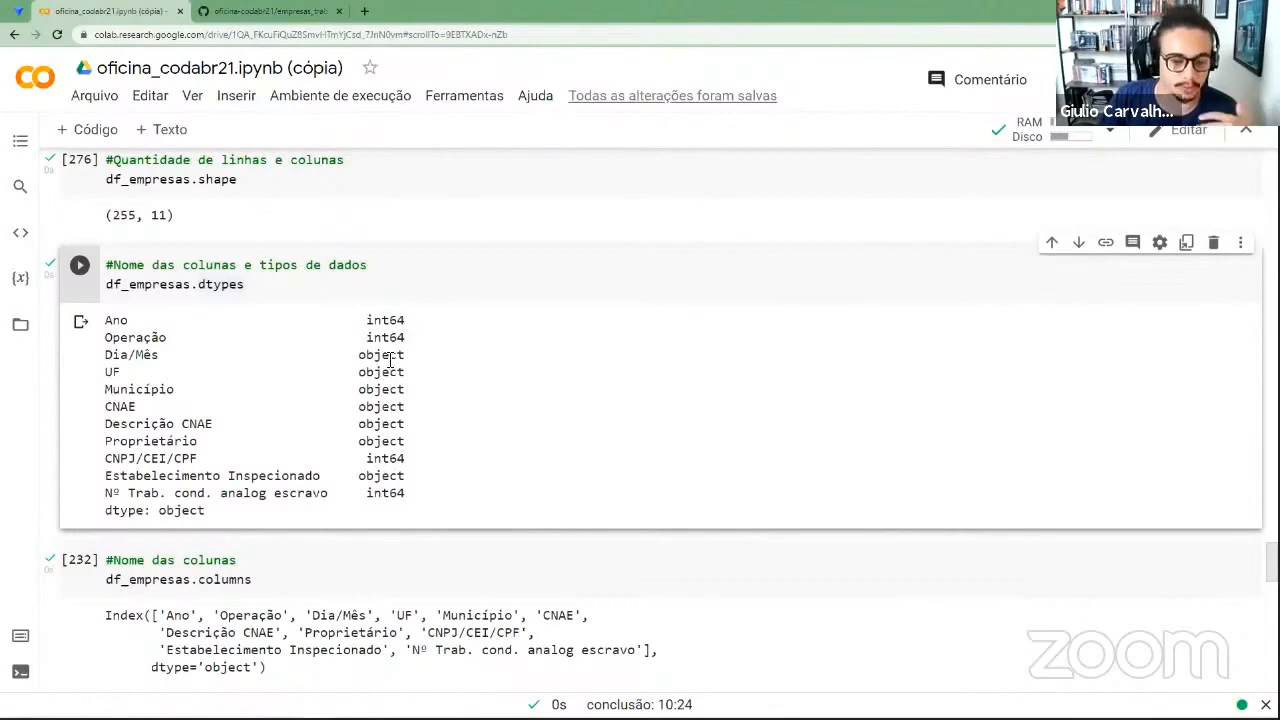 oficina_codabr21.ipynb (cópia) -
oficina-codabr21/empresas_trab
colab.research.google.com/drive/1QA_FKcuFiQuZ8SmvHTmYjCsd_7JnN0vm#scrollTo=9EBTXADx-nZb
oficina_codabr21.ipynb (cópia)
Comentário
Arquivo Editar Ver Inserir Ambiente de execução Ferramentas Ajuda Todas as alterações foram salvas
Giulio Carvalh...
+ Código + Texto
RAM
Disco
Editar
[276] #Quantidade de linhas e colunas
0s
df_empresas.shape
(255, 11)
#Nome das colunas e tipos de dados
0s
df_empresas.dtypes
Ano int64
Operação int64
Dia/Mês object
UF object
Município object
CNAE object
Descrição CNAE object
Proprietário object
CNPJ/CEI/CPF int64
Estabelecimento Inspecionado object
Nº Trab. cond. analog escravo int64
dtype: object
[232] #Nome das colunas
0s
df_empresas.columns
Index(['Ano', 'Operação', 'Dia/Mês', 'UF', 'Município', 'CNAE',
'Descrição CNAE', 'Proprietário', 'CNPJ/CEI/CPF',
'Estabelecimento Inspecionado', 'Nº Trab. cond. analog escravo'],
dtype='object')
zoom
0s conclusão: 10:24